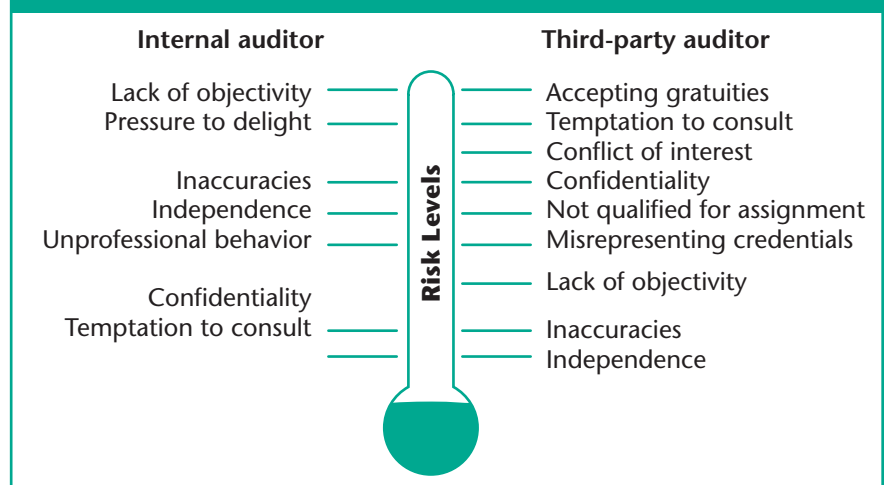 Internal auditor
Lack of objectivity
Pressure to delight
Inaccuracies
Independence
Unprofessional behavior
Confidentiality
Temptation to consult
Risk Levels
Third-party auditor
Accepting gratuities
Temptation to consult
Conflict of interest
Confidentiality
Not qualified for assignment
Misrepresenting credentials
Lack of objectivity
Inaccuracies
Independence